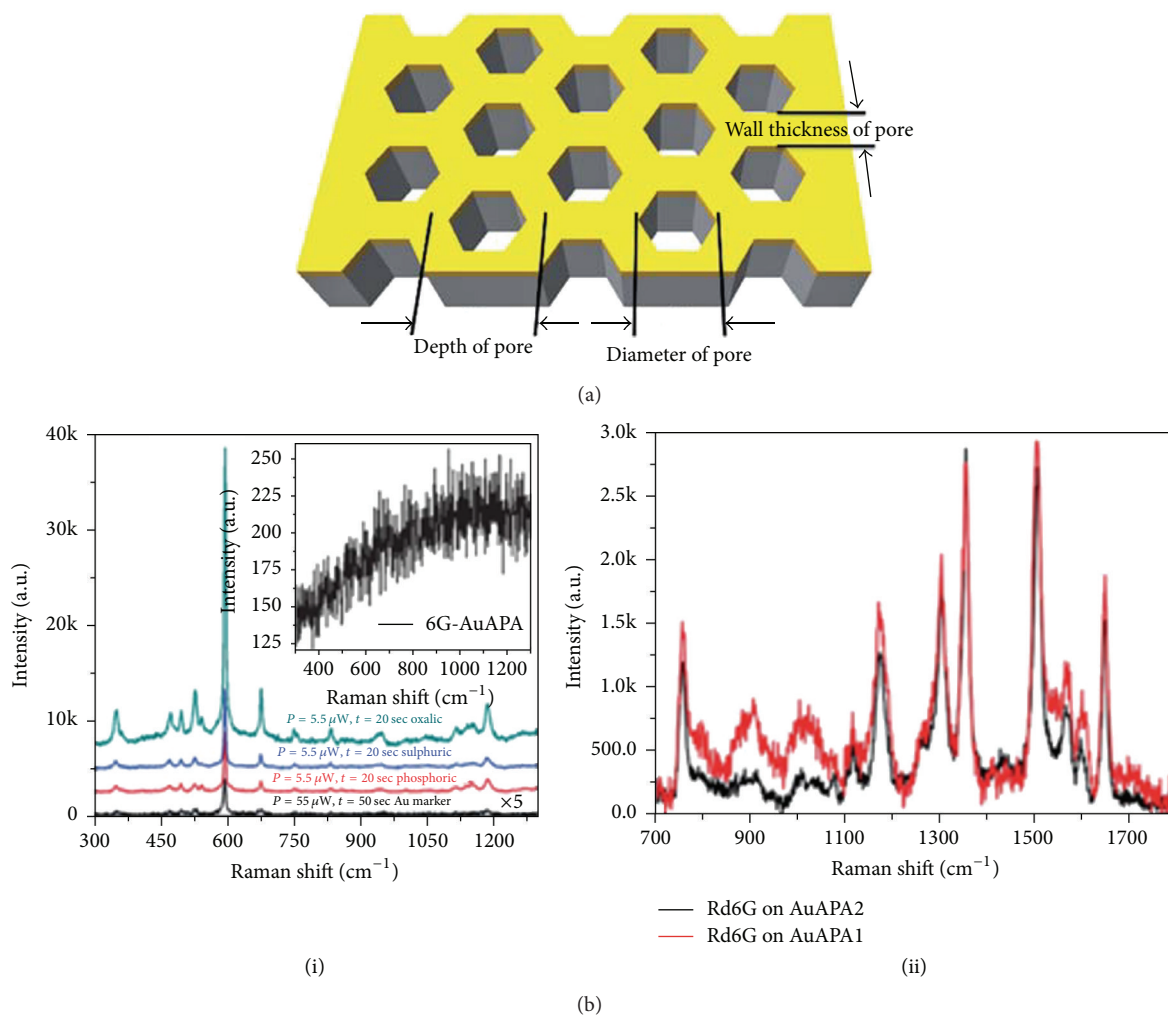 Wall thickness of pore
Depth of pore
Diameter of pore
(a)
40k
30k
20k
10k
0
Intensity (a.u.)
300 450 600 750 900 1050 1200
Raman shift (cm−1)
250
225
200
175
150
125
Intensity (a.u.)
6G-AuAPA
400 600 800 1000 1200
Raman shift (cm−1)
P = 5.5 μW, t = 20 sec oxalic
P = 5.5 μW, t = 20 sec sulphuric
P = 5.5 μW, t = 20 sec phosphoric
P = 55 μW, t = 50 sec Au marker
×5
(i)
3.0k
2.5k
2.0k
1.5k
1.0k
500.0
0.0
Intensity (a.u.)
700 900 1100 1300 1500 1700
Raman shift (cm−1)
Rd6G on AuAPA2
Rd6G on AuAPA1
(ii)
(b)